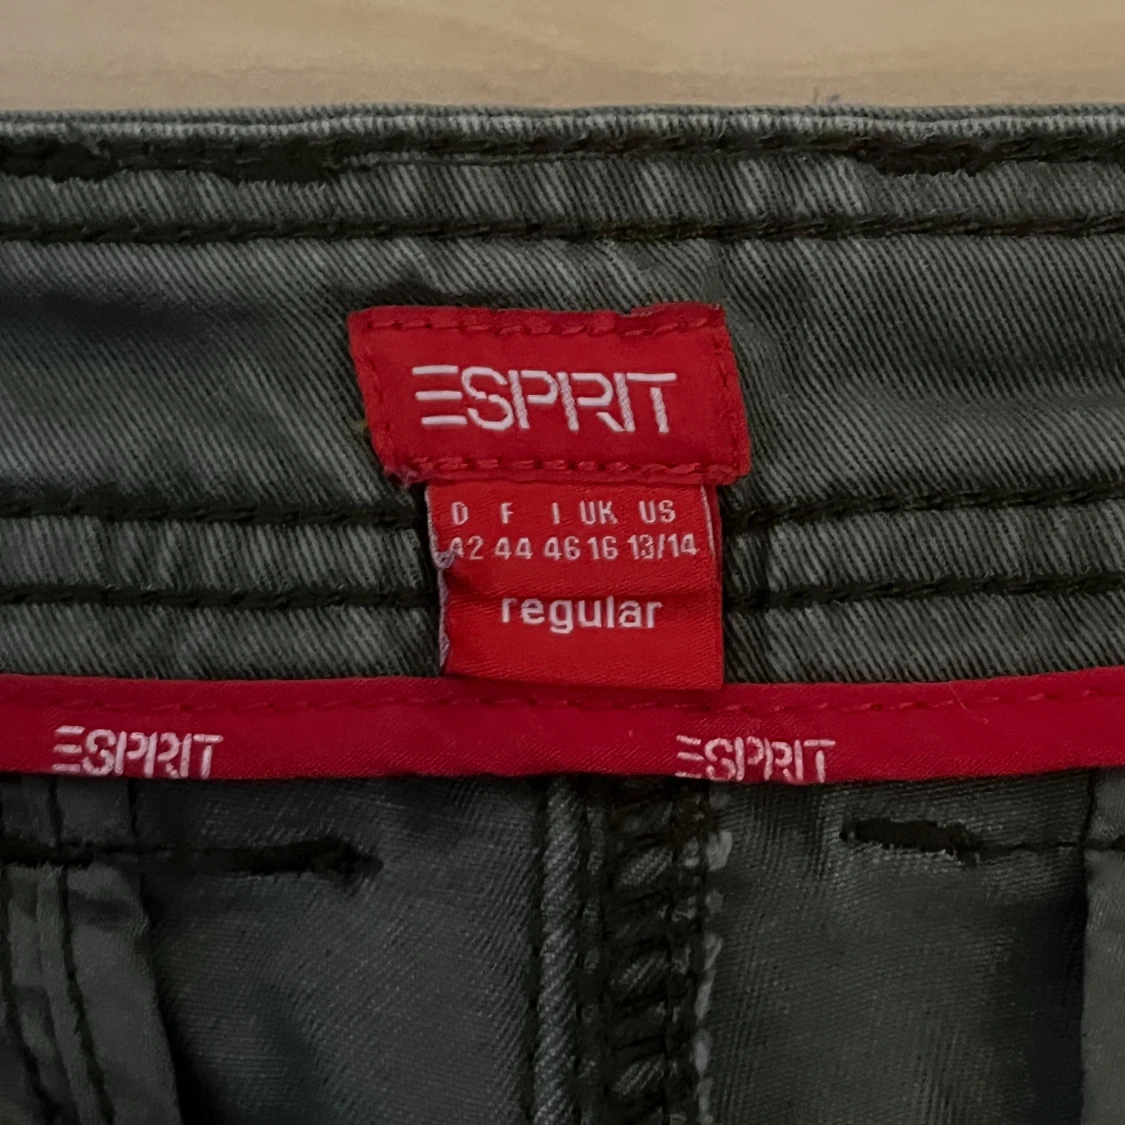 ESPRIT
D F I UK US
42 44 46 16 13/14
regular
ESPRIT ESPRIT